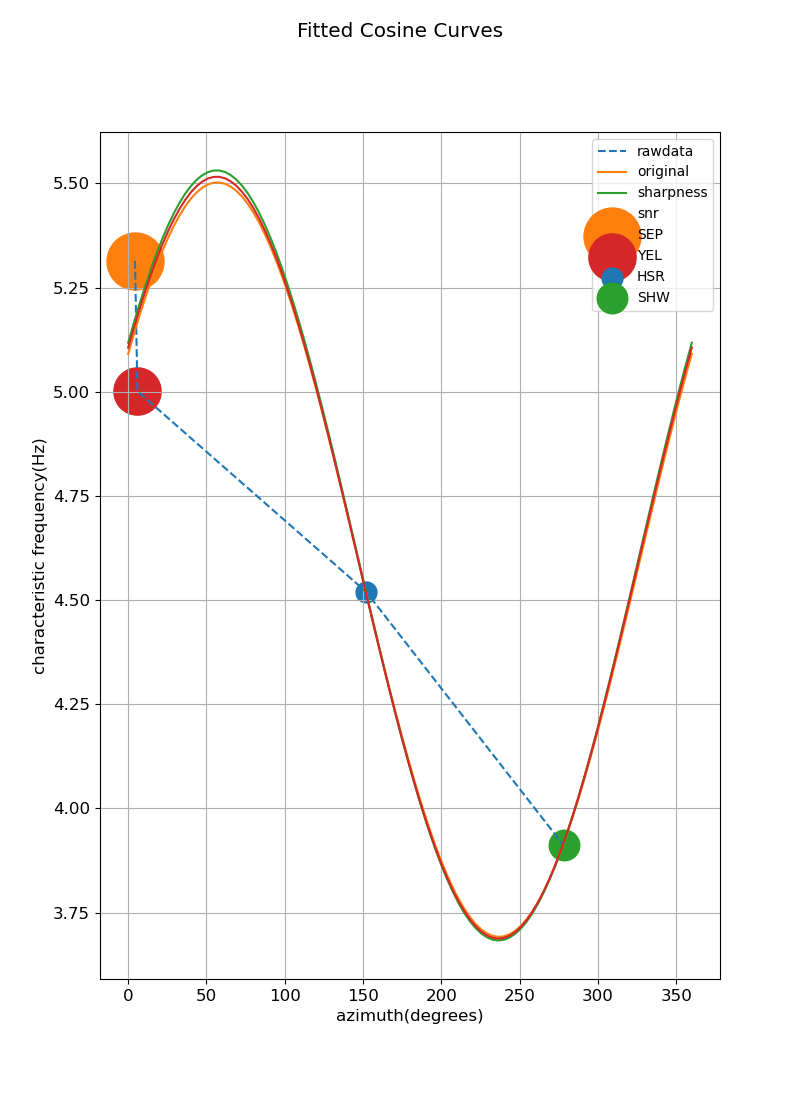 Fitted Cosine Curves
rawdata
original
sharpness
snr
SEP
YEL
HSR
SHW
5.50
5.25
5.00
4.75
4.50
4.25
4.00
3.75
characteristic frequency(Hz)
0 50 100 150 200 250 300 350
azimuth(degrees)